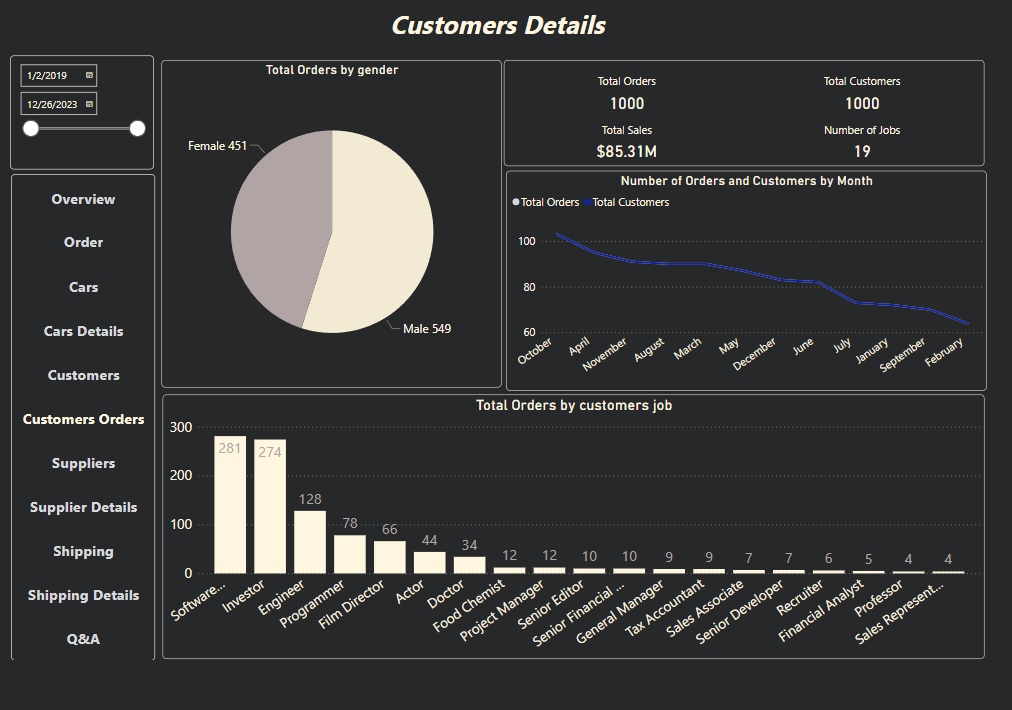 Customers Details
1/2/2019
12/26/2023
Overview
Order
Cars
Cars Details
Customers
Customers Orders
Suppliers
Supplier Details
Shipping
Shipping Details
Q&A
Total Orders by gender
Female 451
Male 549
Total Orders Total Customers
1000 1000
Total Sales Number of Jobs
$85.31M 19
Number of Orders and Customers by Month
Total Orders Total Customers
100
80
60
October April November August March May December June July January September February
Total Orders by customers job
300
200
100
0
281 274 128 78 66 44 34 12 12 10 10 9 9 7 7 6 5 4 4
Software... Investor Engineer Programmer Film Director Actor Doctor Food Chemist Project Manager Senior Editor Senior Financial ... General Manager Tax Accountant Sales Associate Senior Developer Recruiter Financial Analyst Professor Sales Represent...